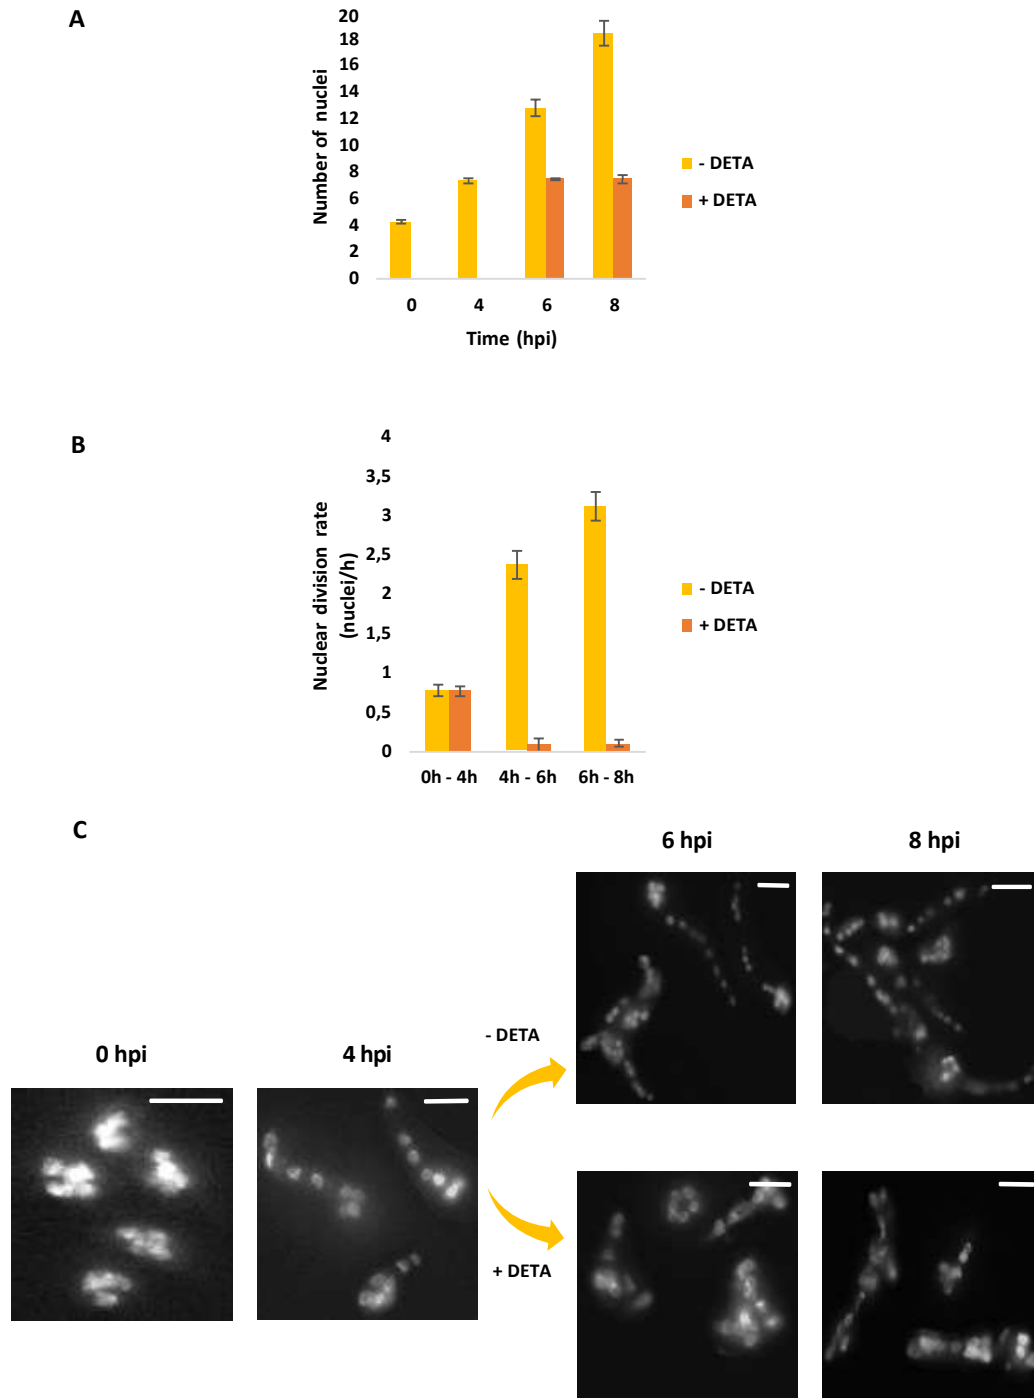 A
20
18
16
14
12
10
8
6
4
2
0
Number of nuclei
0 4 6 8
Time (hpi)
- DETA
+ DETA
B
4
3,5
3
2,5
2
1,5
1
0,5
0
Nuclear division rate
(nuclei/h)
0h - 4h 4h - 6h 6h - 8h
- DETA
+ DETA
C
6 hpi 8 hpi
- DETA
0 hpi 4 hpi
+ DETA